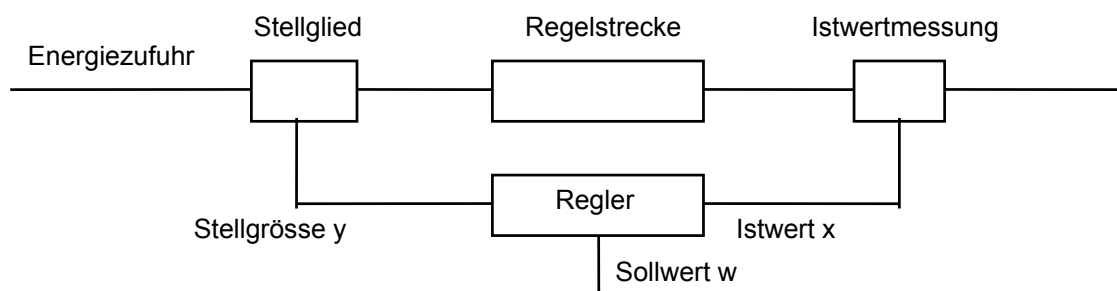 Stellglied
Regelstrecke
Istwertmessung
Energiezufuhr
Regler
Stellgrösse y
Istwert x
Sollwert w